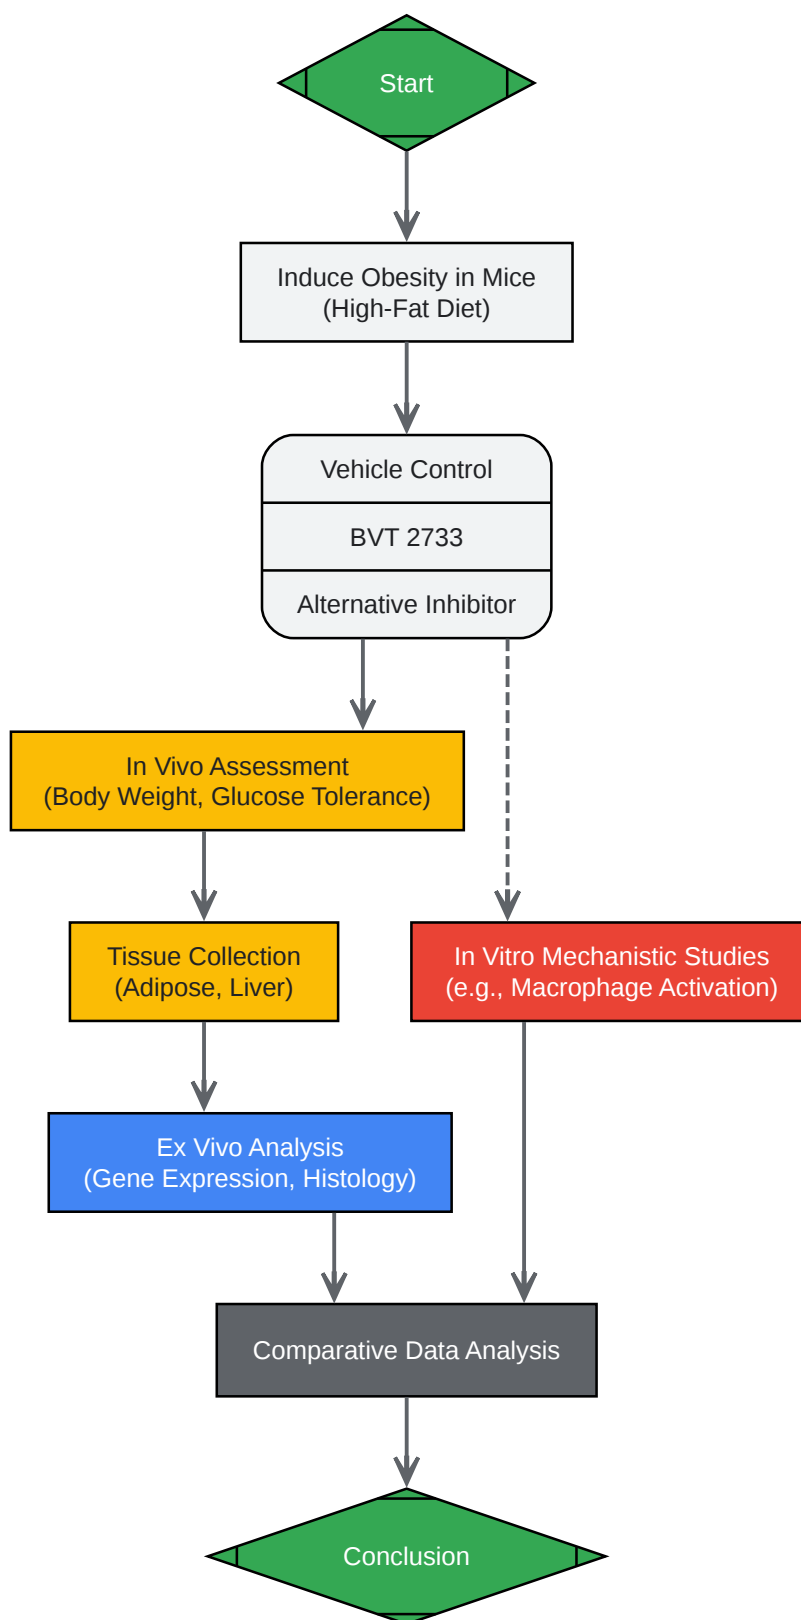 Start
Induce Obesity in Mice
(High-Fat Diet)
Vehicle Control
BVT 2733
Alternative Inhibitor
In Vivo Assessment
(Body Weight, Glucose Tolerance)
Tissue Collection
(Adipose, Liver)
In Vitro Mechanistic Studies
(e.g., Macrophage Activation)
Ex Vivo Analysis
(Gene Expression, Histology)
Comparative Data Analysis
Conclusion